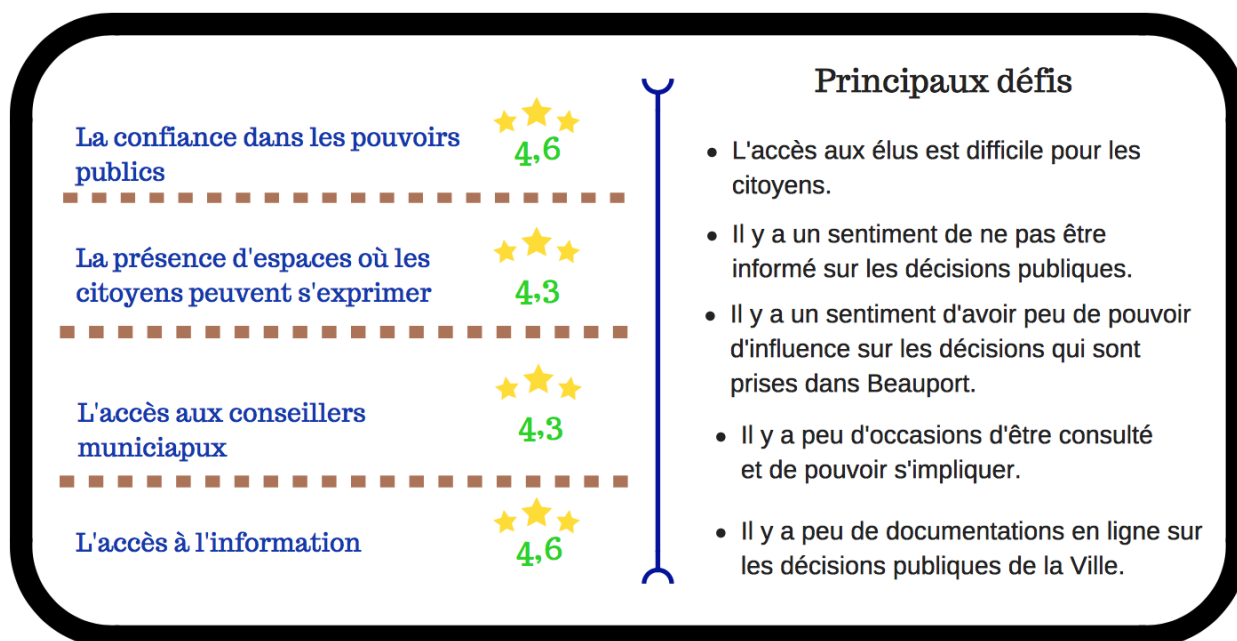 La confiance dans les pouvoirs
publics
4,6
La présence d'espaces où les
citoyens peuvent s'exprimer
4,3
L'accès aux conseillers
municiapux
4,3
L'accès à l'information
4,6
Principaux défis
• L'accès aux élus est difficile pour les
citoyens.
• Il y a un sentiment de ne pas être
informé sur les décisions publiques.
• Il y a un sentiment d'avoir peu de pouvoir
d'influence sur les décisions qui sont
prises dans Beauport.
• Il y a peu d'occasions d'être consulté
et de pouvoir s'impliquer.
• Il y a peu de documentations en ligne sur
les décisions publiques de la Ville.